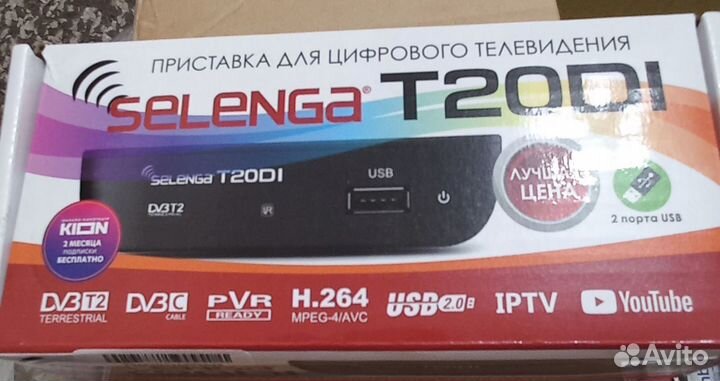 ПРИСТАВКА ДЛЯ ЦИФРОВОГО ТЕЛЕВИДЕНИЯ
SELENGA® T20DI
SELENGA T20DI
USB
DVB T2
TERRESTRIAL
ЛУЧШАЯ
ЦЕНА
2 порта USB
KION
2 МЕСЯЦА
ПОДПИСКИ
БЕСПЛАТНО
DVB T2
TERRESTRIAL
DVB C
CABLE
PVR
READY
H.264
MPEG-4/AVC
USB 2.0
IPTV
YouTube
Avito